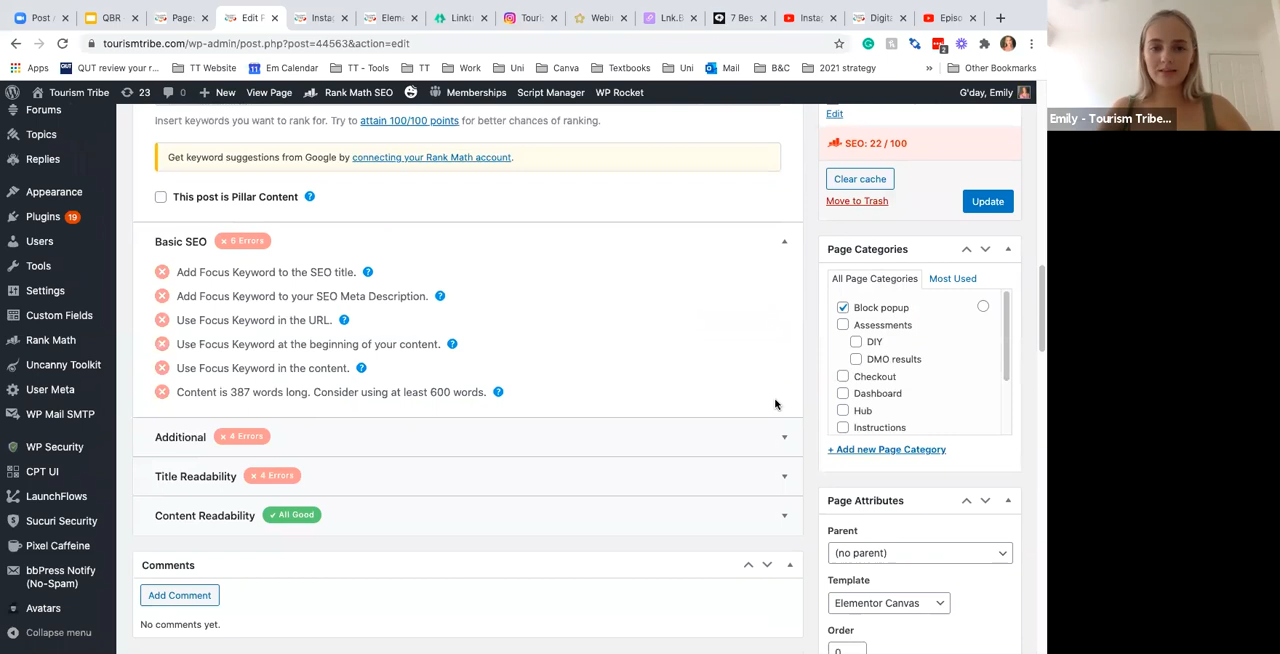 Post /
QBR
Page:
Edit F
Instag
Eleme
Linktr
Touris
Webin
Lnk.B
7 Bes
Instag
Digita
Episo
tourismtribe.com/wp-admin/post.php?post=44563&action=edit
2
Apps
QUT review your r...
TT Website
Em Calendar
TT - Tools
TT
Work
Uni
Canva
Textbooks
Uni
Mail
B&C
2021 strategy
»
Other Bookmarks
Tourism Tribe
23
0
+ New
View Page
Rank Math SEO
Memberships
Script Manager
WP Rocket
G'day, Emily
Emily - Tourism Tribe...
Forums
Topics
Replies
Appearance
Plugins 19
Users
Tools
Settings
Custom Fields
Rank Math
Uncanny Toolkit
User Meta
WP Mail SMTP
WP Security
CPT UI
LaunchFlows
Sucuri Security
Pixel Caffeine
bbPress Notify
(No-Spam)
Avatars
Collapse menu
Insert keywords you want to rank for. Try to attain 100/100 points for better chances of ranking.
Get keyword suggestions from Google by connecting your Rank Math account.
This post is Pillar Content
Basic SEO × 6 Errors
Add Focus Keyword to the SEO title.
Add Focus Keyword to your SEO Meta Description.
Use Focus Keyword in the URL.
Use Focus Keyword at the beginning of your content.
Use Focus Keyword in the content.
Content is 387 words long. Consider using at least 600 words.
Additional × 4 Errors
Title Readability × 4 Errors
Content Readability ✓ All Good
Comments
Add Comment
No comments yet.
Edit
SEO: 22 / 100
Clear cache
Move to Trash
Update
Page Categories
All Page Categories
Most Used
Block popup
Assessments
DIY
DMO results
Checkout
Dashboard
Hub
Instructions
+ Add new Page Category
Page Attributes
Parent
(no parent)
Template
Elementor Canvas
Order
0